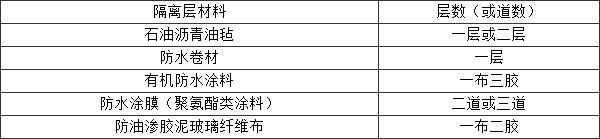 隔离层材料 层数（或道数）
石油沥青油毡 一层或二层
防水卷材 一层
有机防水涂料 一布三胶
防水涂膜（聚氨酯类涂料） 二道或三道
防油渗胶泥玻璃纤维布 一布二胶